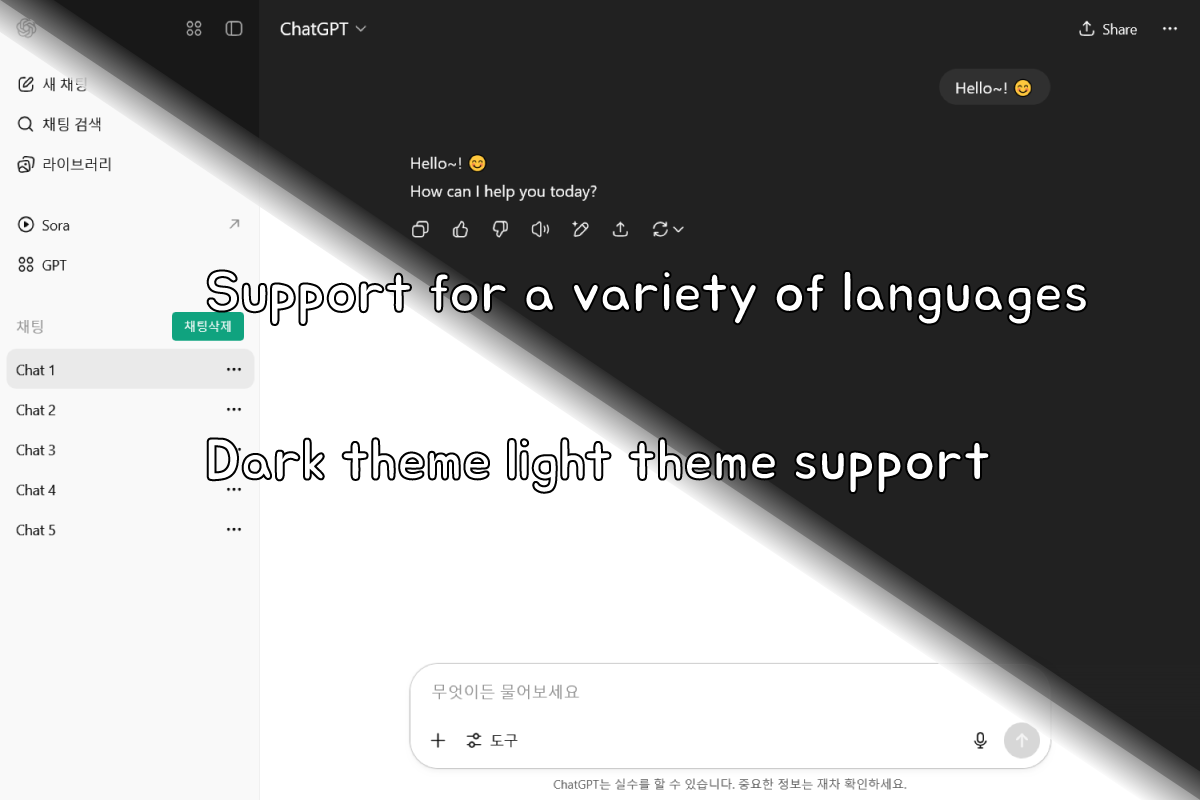 ChatGPT
Share
새 채팅
채팅 검색
라이브러리
Sora
GPT
채팅
채팅삭제
Chat 1
Chat 2
Chat 3
Chat 4
Chat 5
Hello~! 😊
Hello~! 😊
How can I help you today?
Support for a variety of languages
Dark theme light theme support
무엇이든 물어보세요
도구
ChatGPT는 실수를 할 수 있습니다. 중요한 정보는 재차 확인하세요.